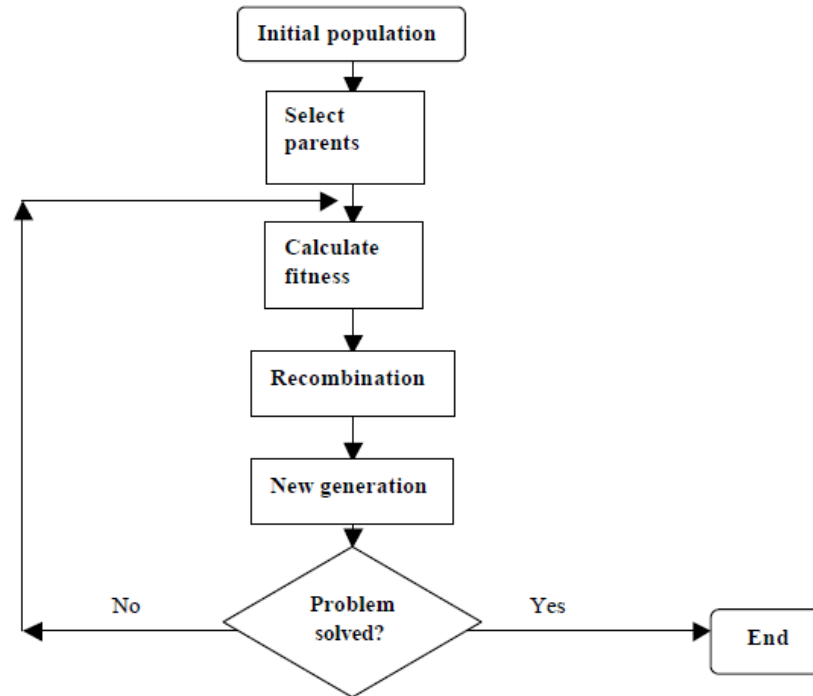 Initial population
Select
parents
Calculate
fitness
Recombination
New generation
Problem
solved?
No
Yes
End